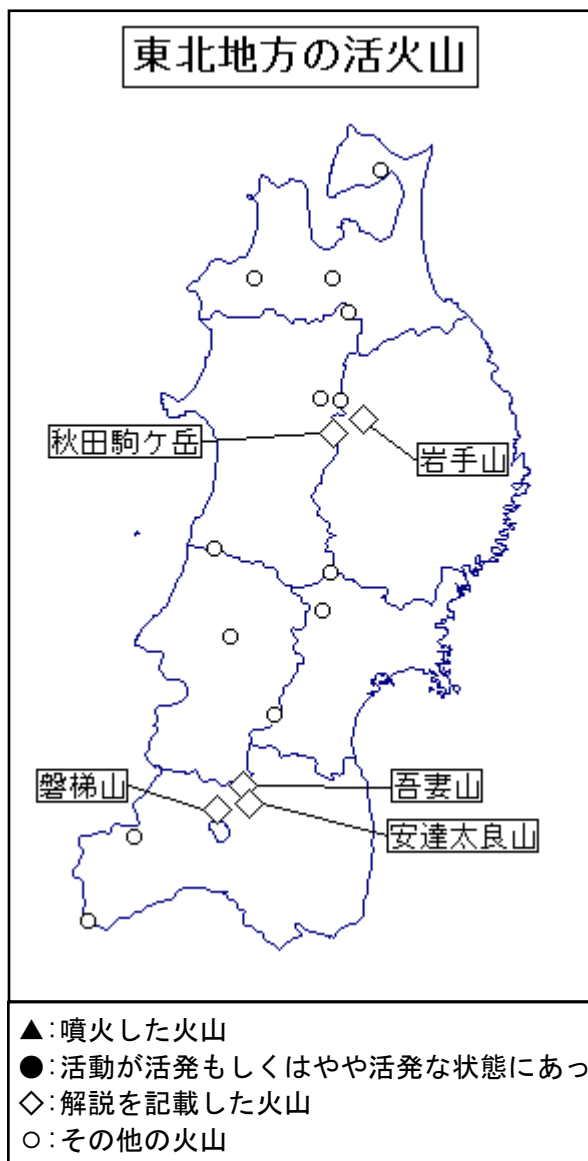 東北地方の活火山
秋田駒ケ岳
岩手山
磐梯山
吾妻山
安達太良山
▲:噴火した火山
●:活動が活発もしくはやや活発な状態にあっ
◇:解説を記載した火山
○:その他の火山